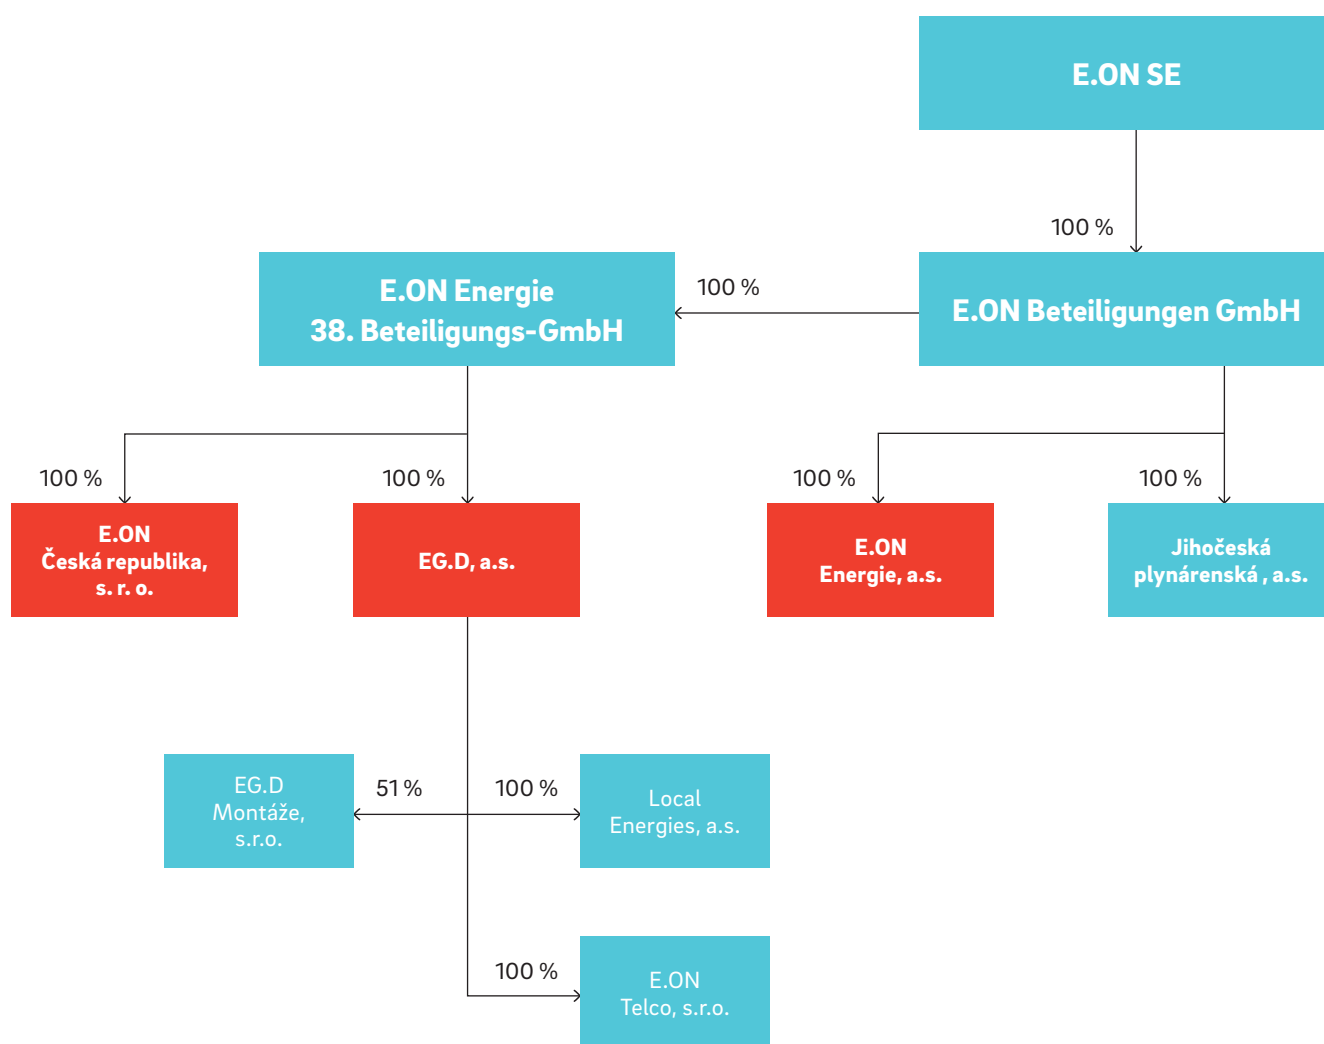 E.ON SE
100 %
E.ON Energie
38. Beteiligungs-GmbH
100 %
E.ON Beteiligungen GmbH
100 %
100 %
100 %
100 %
E.ON
Česká republika,
s. r. o.
EG.D, a.s.
E.ON
Energie, a.s.
Jihočeská
plynárenská , a.s.
EG.D
Montáže,
s.r.o.
51 %
100 %
Local
Energies, a.s.
100 %
E.ON
Telco, s.r.o.